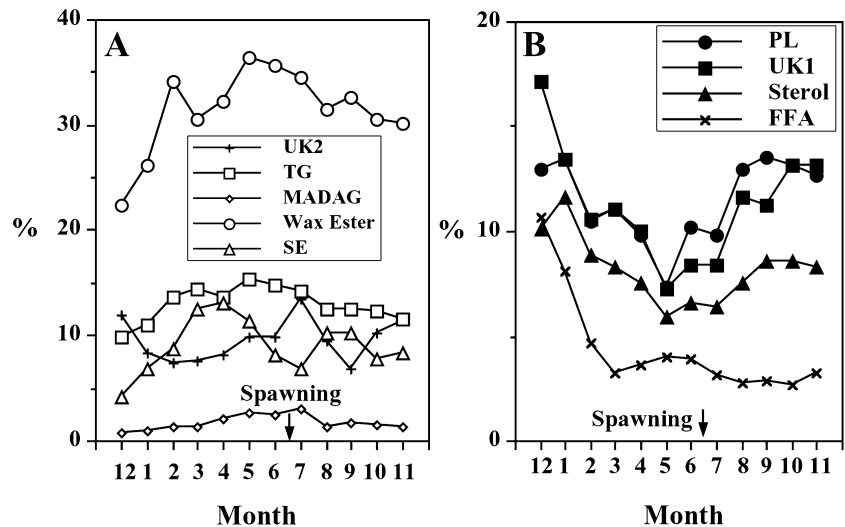 A
40
30
20
10
0
%
UK2
TG
MADAG
Wax Ester
SE
Spawning
12 1 2 3 4 5 6 7 8 9 10 11
Month
B
20
10
0
%
PL
UK1
Sterol
FFA
Spawning
12 1 2 3 4 5 6 7 8 9 10 11
Month